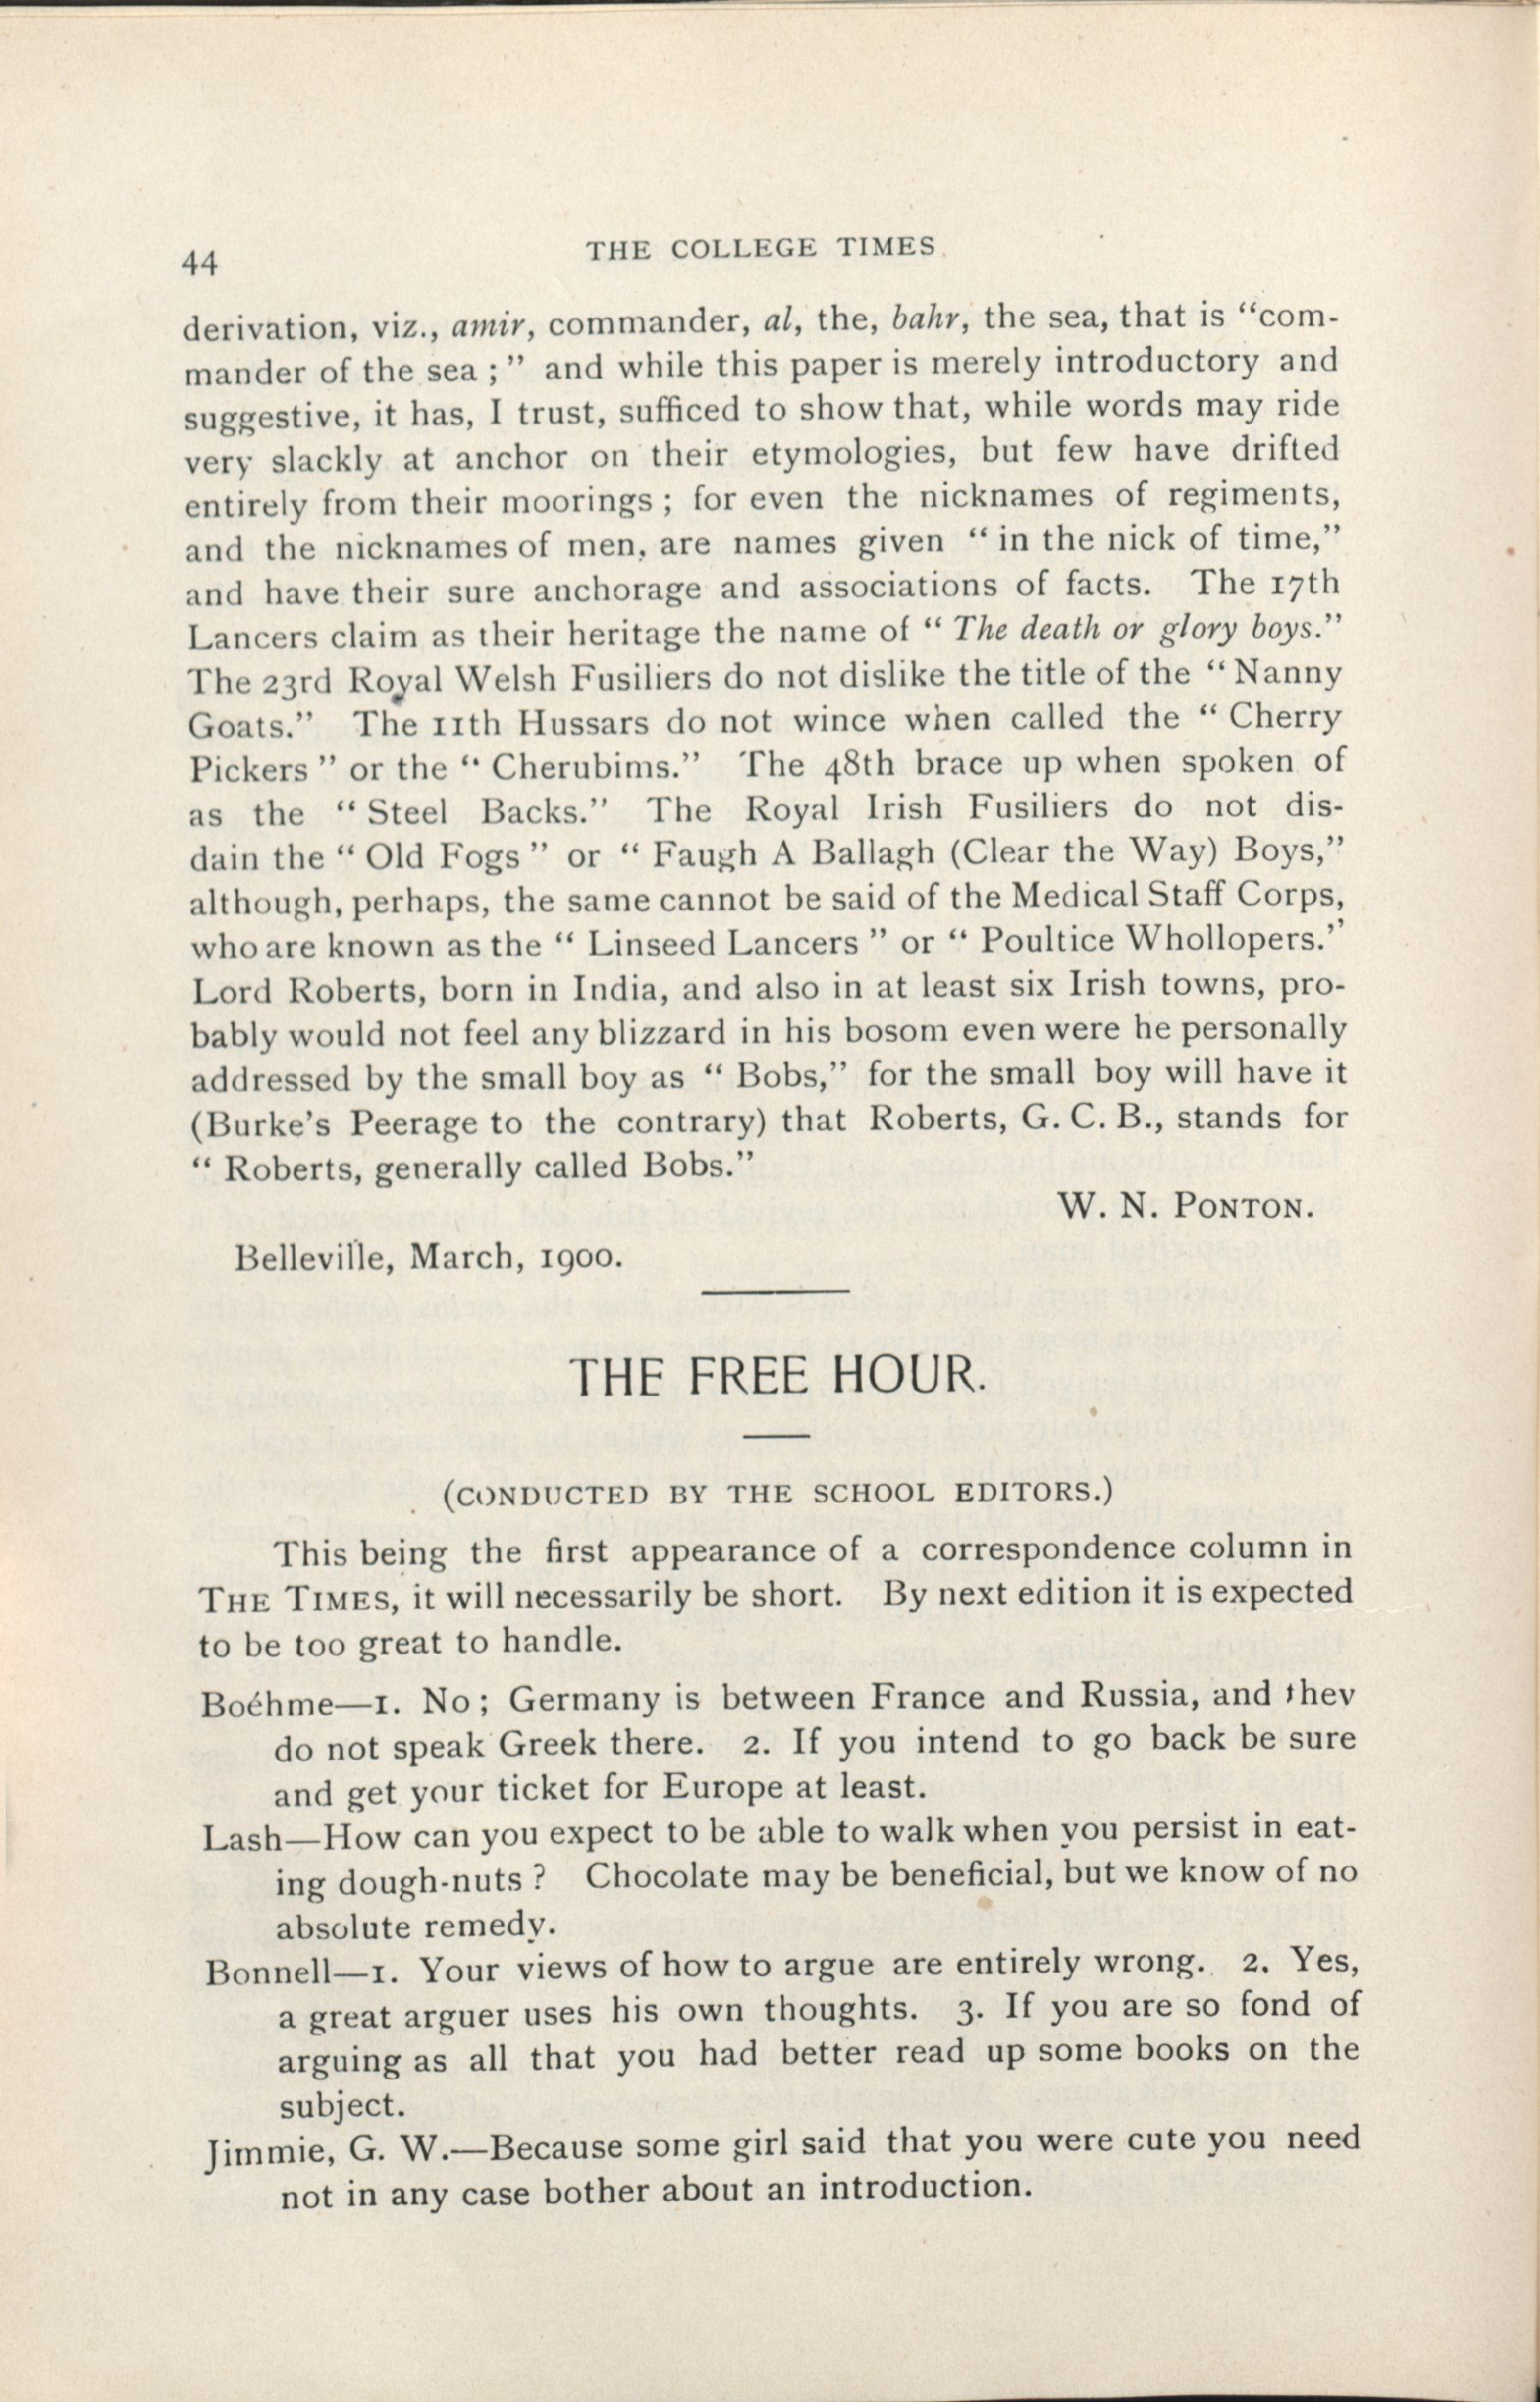 44
THE COLLEGE TIMES
derivation, viz., amir, commander, al, the, bahr, the sea, that is "com-
mander of the sea ;" and while this paper is merely introductory and
suggestive, it has, I trust, sufficed to show that, while words may ride
very slackly at anchor on their etymologies, but few have drifted
entirely from their moorings ; for even the nicknames of regiments,
and the nicknames of men, are names given " in the nick of time,"
and have their sure anchorage and associations of facts. The 17th
Lancers claim as their heritage the name of " The death or glory boys."
The 23rd Royal Welsh Fusiliers do not dislike the title of the " Nanny
Goats." The 11th Hussars do not wince when called the " Cherry
Pickers " or the " Cherubims." The 48th brace up when spoken of
as the " Steel Backs." The Royal Irish Fusiliers do not dis-
dain the " Old Fogs " or " Faugh A Ballagh (Clear the Way) Boys,"
although, perhaps, the same cannot be said of the Medical Staff Corps,
who are known as the " Linseed Lancers " or " Poultice Whollopers."
Lord Roberts, born in India, and also in at least six Irish towns, pro-
bably would not feel any blizzard in his bosom even were he personally
addressed by the small boy as " Bobs," for the small boy will have it
(Burke's Peerage to the contrary) that Roberts, G. C. B., stands for
" Roberts, generally called Bobs."
W. N. PONTON.
Belleville, March, 1900.
THE FREE HOUR.
(CONDUCTED BY THE SCHOOL EDITORS.)
This being the first appearance of a correspondence column in
THE TIMES, it will necessarily be short. By next edition it is expected
to be too great to handle.
Boéhme—1. No ; Germany is between France and Russia, and they
do not speak Greek there. 2. If you intend to go back be sure
and get your ticket for Europe at least.
Lash—How can you expect to be able to walk when you persist in eat-
ing dough-nuts ? Chocolate may be beneficial, but we know of no
absolute remedy.
Bonnell—1. Your views of how to argue are entirely wrong. 2. Yes,
a great arguer uses his own thoughts. 3. If you are so fond of
arguing as all that you had better read up some books on the
subject.
Jimmie, G. W.—Because some girl said that you were cute you need
not in any case bother about an introduction.